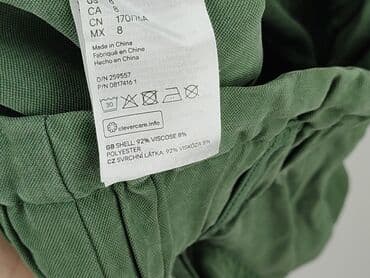 CA 8
CN 170/78A
MX 8
Made in China
Fabriqué en Chine
Hecho en China
D/N 259557
P/N 0817416 1
30
clevercare.info
GB SHELL: 92% VISCOSE 8%
POLYESTER
CZ SVRCHNÍ LÁTKA: 92% VISKÓZA 8%